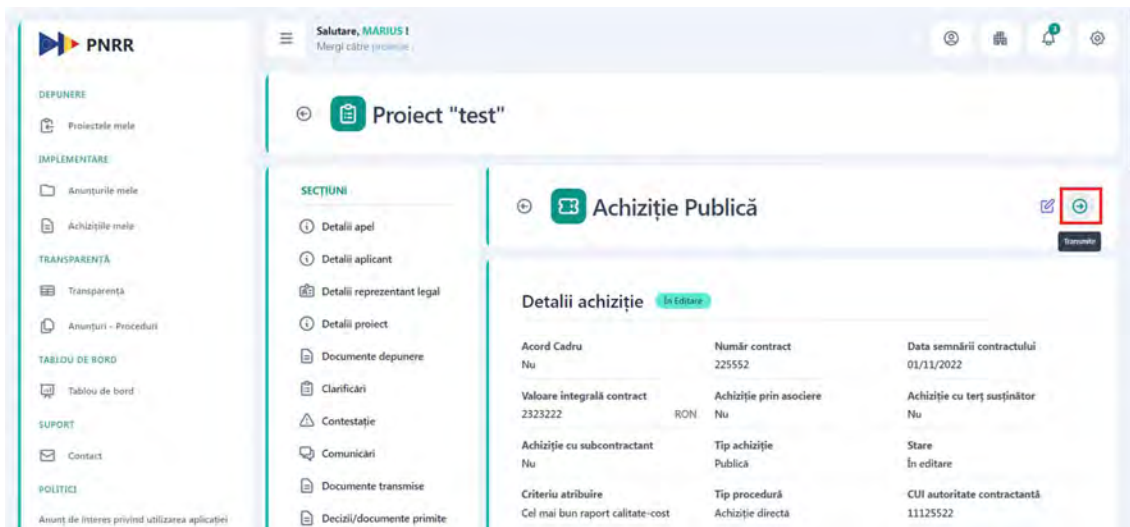 PNRR
Salutare, MARIUS !
Mergi către proiecte
3
DEPUNERE
Proiectele mele
IMPLEMENTARE
Anunțurile mele
Achizițiile mele
TRANSPARENȚĂ
Transparența
Anunțuri - Proceduri
TABLOU DE BORD
Tablou de bord
SUPORT
Contact
POLITICI
Anunț de interes privind utilizarea aplicației
Proiect "test"
SECȚIUNI
Detalii apel
Detalii aplicant
Detalii reprezentant legal
Detalii proiect
Documente depunere
Clarificări
Contestație
Comunicări
Documente transmise
Decizii/documente primite
Achiziție Publică
Transmite
Detalii achiziție În Editare
Acord Cadru Număr contract Data semnării contractului
Nu 225552 01/11/2022
Valoare integrală contract Achiziție prin asociere Achiziție cu terț susținător
2323222 RON Nu Nu
Achiziție cu subcontractant Tip achiziție Stare
Nu Publică În editare
Criteriu atribuire Tip procedură CUI autoritate contractantă
Cel mai bun raport calitate-cost Achiziție directă 11125522